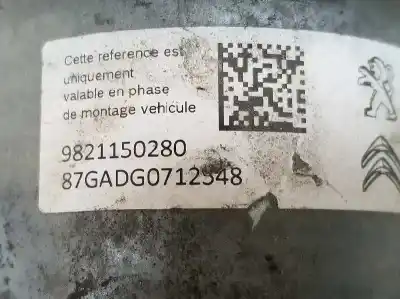 Cette reference est
uniquement
valable en phase
de montage vehicule
9821150280
87GADG0712548